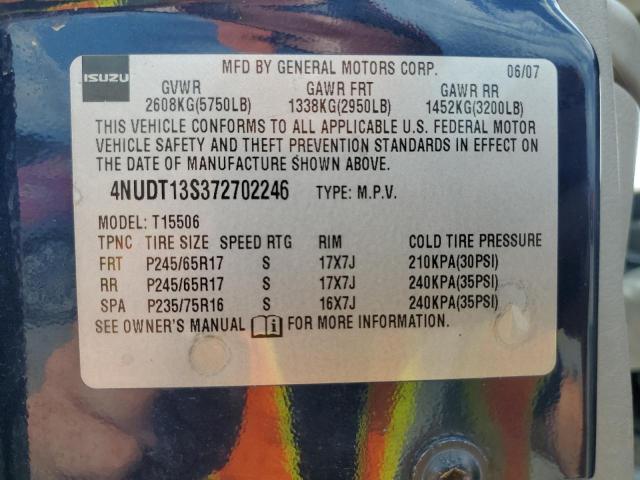 ISUZU
MFD BY GENERAL MOTORS CORP. 06/07
GVWR GAWR FRT GAWR RR
2608KG(5750LB) 1338KG(2950LB) 1452KG(3200LB)
THIS VEHICLE CONFORMS TO ALL APPLICABLE U.S. FEDERAL MOTOR
VEHICLE SAFETY AND THEFT PREVENTION STANDARDS IN EFFECT ON
THE DATE OF MANUFACTURE SHOWN ABOVE.
4NUDT13S372702246 TYPE: M.P.V.
MODEL: T15506
TPNC TIRE SIZE SPEED RTG RIM COLD TIRE PRESSURE
FRT P245/65R17 S 17X7J 210KPA(30PSI)
RR P245/65R17 S 17X7J 240KPA(35PSI)
SPA P235/75R16 S 16X7J 240KPA(35PSI)
SEE OWNER'S MANUAL FOR MORE INFORMATION.